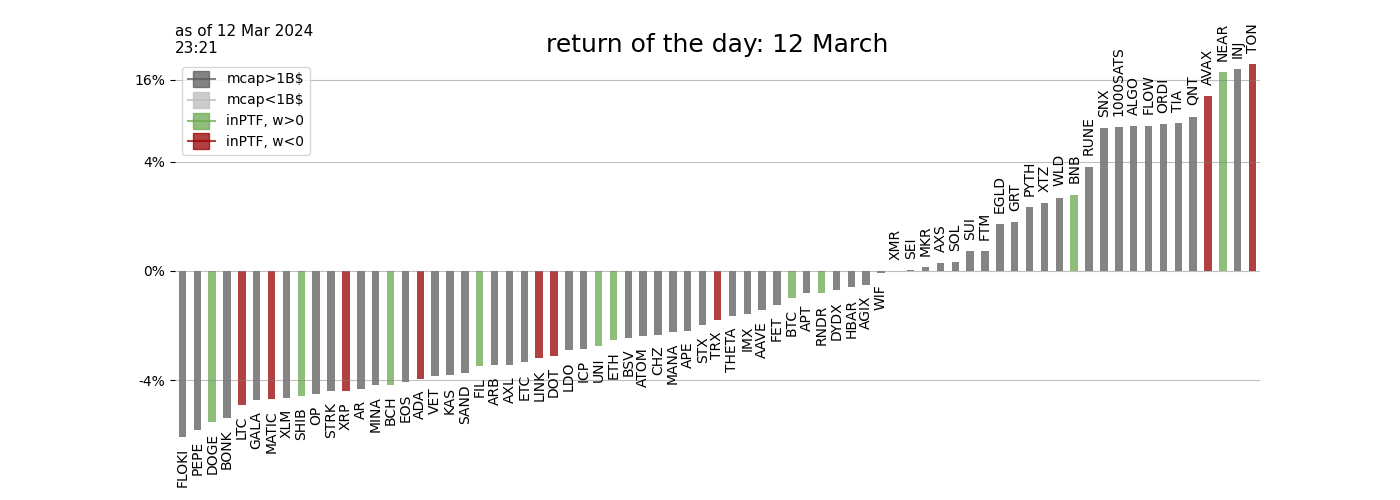 as of 12 Mar 2024
23:21
return of the day: 12 March
mcap>1B$
mcap<1B$
inPTF, w>0
inPTF, w<0
16%
4%
0%
-4%
FLOKI
PEPE
DOGE
BONK
LTC
GALA
MATIC
XLM
SHIB
OP
STRK
XRP
AR
MINA
BCH
EOS
ADA
VET
KAS
SAND
FIL
ARB
AXL
ETC
LINK
DOT
LDO
ICP
UNI
ETH
BSV
ATOM
CHZ
MANA
APE
STX
TRX
THETA
IMX
AAVE
FET
BTC
APT
RNDR
DYDX
HBAR
AGIX
WIF
XMR
SEI
MKR
AXS
SOL
SUI
FTM
EGLD
GRT
PYTH
XTZ
WLD
BNB
RUNE
SNX
1000SATS
ALGO
FLOW
ORDI
TIA
QNT
AVAX
NEAR
INJ
TON